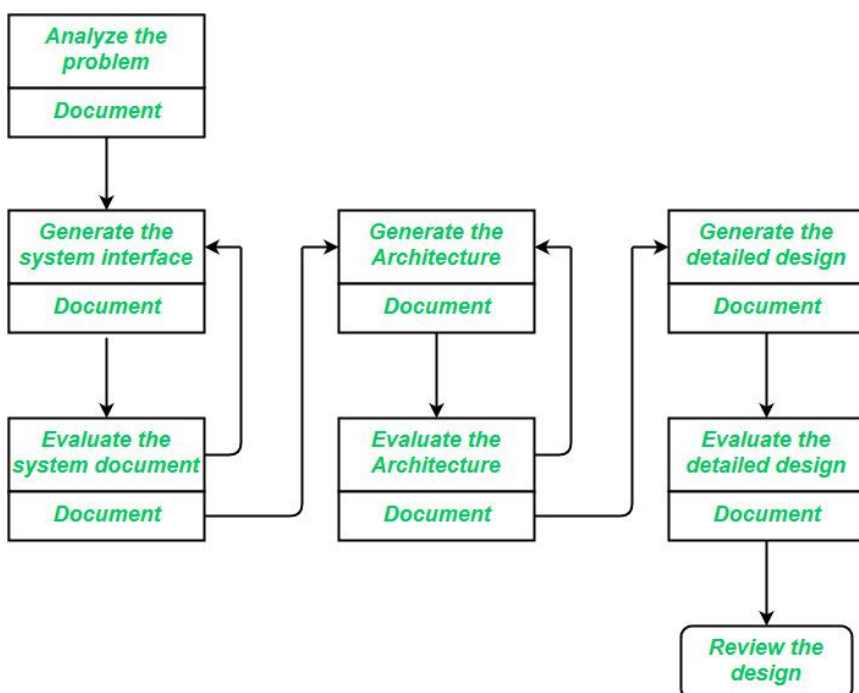 Analyze the
problem
Document
Generate the
system interface
Document
Evaluate the
system document
Document
Generate the
Architecture
Document
Evaluate the
Architecture
Document
Generate the
detailed design
Document
Evaluate the
detailed design
Document
Review the
design